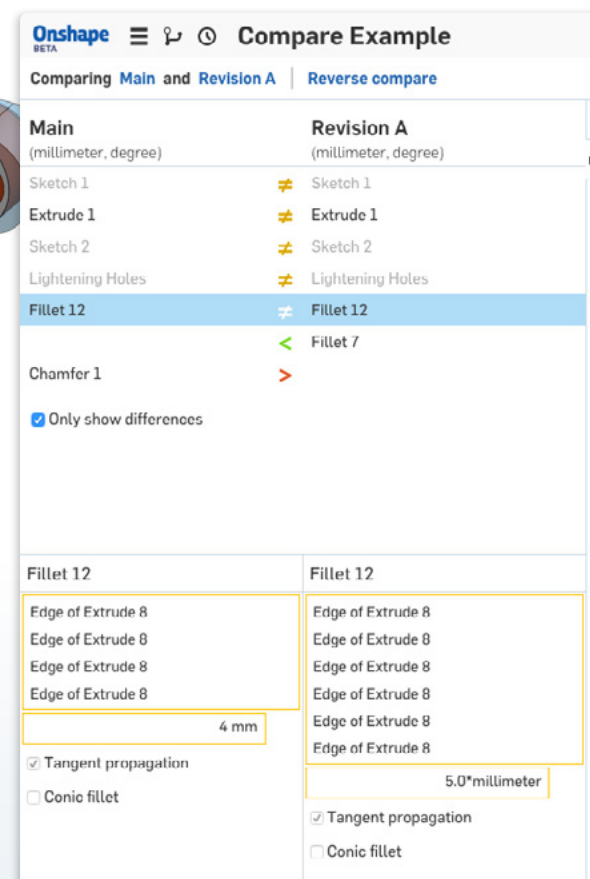 Onshape
BETA
Compare Example
Comparing Main and Revision A | Reverse compare
Main
(millimeter, degree)
Revision A
(millimeter, degree)
Sketch 1 ≠ Sketch 1
Extrude 1 ≠ Extrude 1
Sketch 2 ≠ Sketch 2
Lightening Holes ≠ Lightening Holes
Fillet 12 ≠ Fillet 12
< Fillet 7
Chamfer 1 >
Only show differences
Fillet 12
Edge of Extrude 8
Edge of Extrude 8
Edge of Extrude 8
Edge of Extrude 8
4 mm
Tangent propagation
Conic fillet
Fillet 12
Edge of Extrude 8
Edge of Extrude 8
Edge of Extrude 8
Edge of Extrude 8
Edge of Extrude 8
Edge of Extrude 8
5.0*millimeter
Tangent propagation
Conic fillet